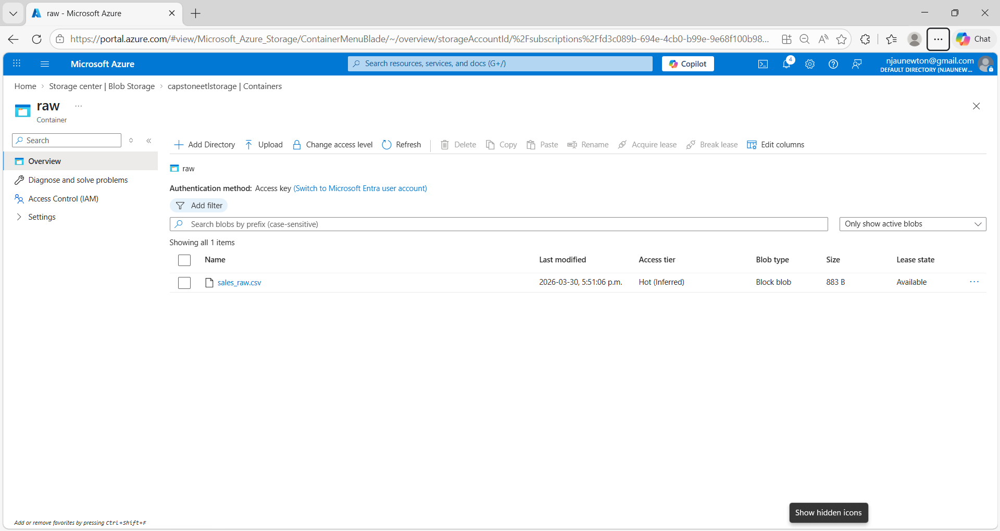 raw - Microsoft Azure
https://portal.azure.com/#view/Microsoft_Azure_Storage/ContainerMenuBlade/~/overview/storageAccountId/%2Fsubscriptions%2Ffd3c089b-694e-4cb0-b99e-9e68f100b98...
Chat
Microsoft Azure
Search resources, services, and docs (G+/)
Copilot
4
njaunewton@gmail.com
DEFAULT DIRECTORY (NJAUNEW...
Home > Storage center | Blob Storage > capstoneetlstorage | Containers
raw ...
Container
Search
Add Directory Upload Change access level Refresh Delete Copy Paste Rename Acquire lease Break lease Edit columns
Overview
Diagnose and solve problems
Access Control (IAM)
Settings
raw
Authentication method: Access key (Switch to Microsoft Entra user account)
Add filter
Search blobs by prefix (case-sensitive)
Only show active blobs
Showing all 1 items
Name Last modified Access tier Blob type Size Lease state
sales_raw.csv 2026-03-30, 5:51:06 p.m. Hot (Inferred) Block blob 883 B Available ...
Show hidden icons
Add or remove favorites by pressing Ctrl+Shift+F